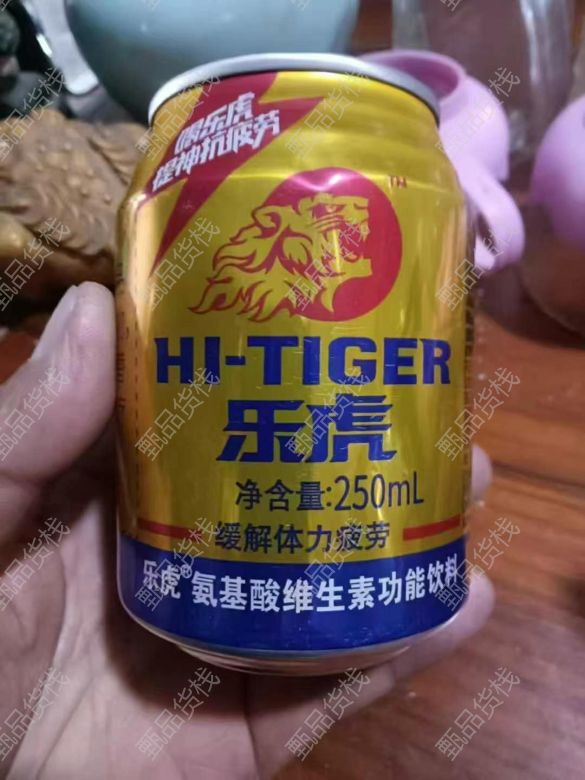 喝乐虎
提神抗疲劳
TM
HI-TIGER
乐虎
净含量:250mL
缓解体力疲劳
乐虎®氨基酸维生素功能饮料
甄品货栈